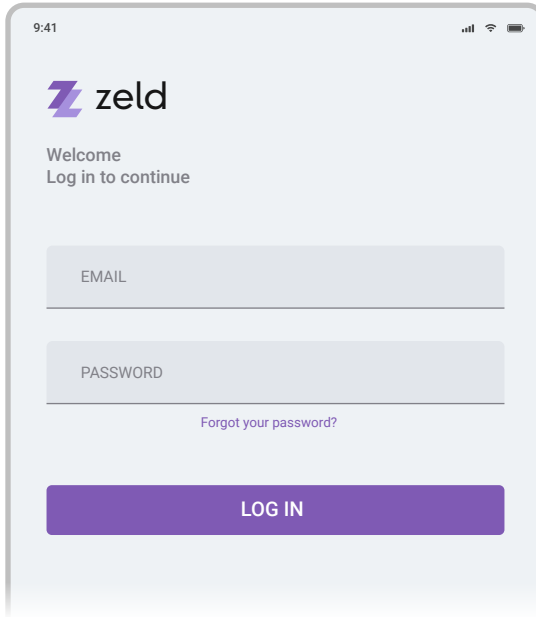 9:41
zeld
Welcome
Log in to continue
EMAIL
PASSWORD
Forgot your password?
LOG IN